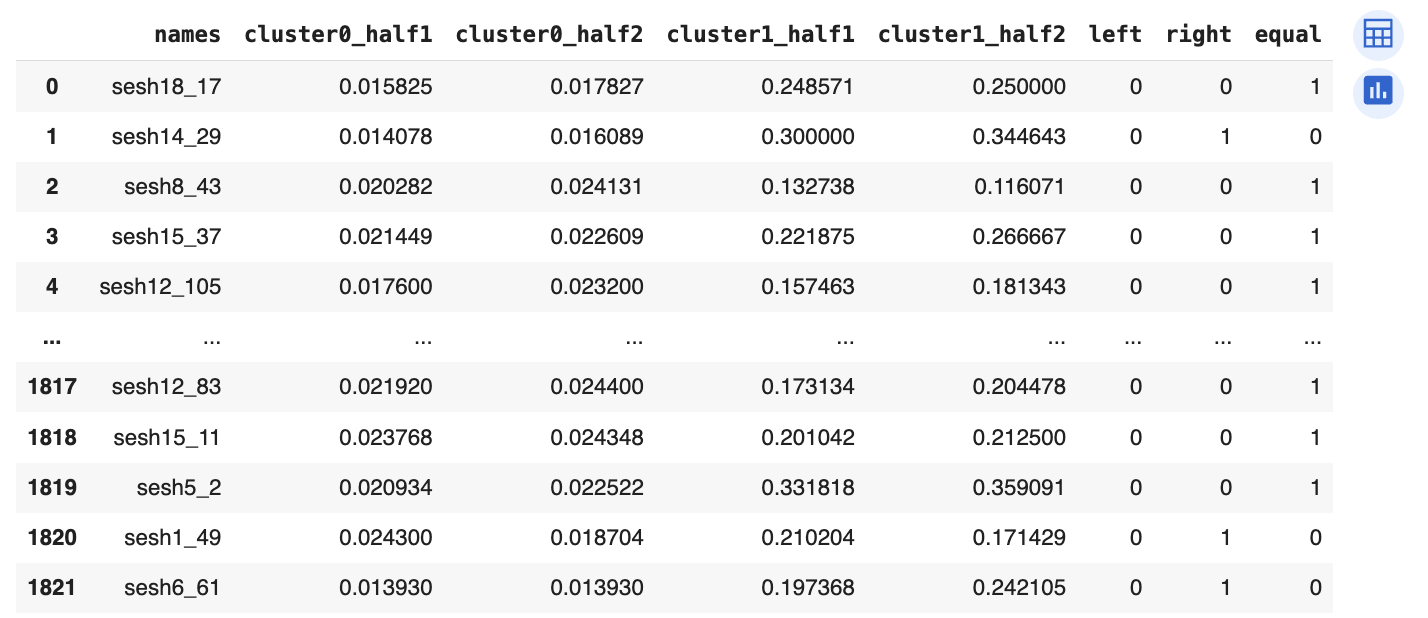 names cluster0_half1 cluster0_half2 cluster1_half1 cluster1_half2 left right equal
0 sesh18_17 0.015825 0.017827 0.248571 0.250000 0 0 1
1 sesh14_29 0.014078 0.016089 0.300000 0.344643 0 1 0
2 sesh8_43 0.020282 0.024131 0.132738 0.116071 0 0 1
3 sesh15_37 0.021449 0.022609 0.221875 0.266667 0 0 1
4 sesh12_105 0.017600 0.023200 0.157463 0.181343 0 0 1
... ... ... ... ... ... ... ... ...
1817 sesh12_83 0.021920 0.024400 0.173134 0.204478 0 0 1
1818 sesh15_11 0.023768 0.024348 0.201042 0.212500 0 0 1
1819 sesh5_2 0.020934 0.022522 0.331818 0.359091 0 0 1
1820 sesh1_49 0.024300 0.018704 0.210204 0.171429 0 1 0
1821 sesh6_61 0.013930 0.013930 0.197368 0.242105 0 1 0